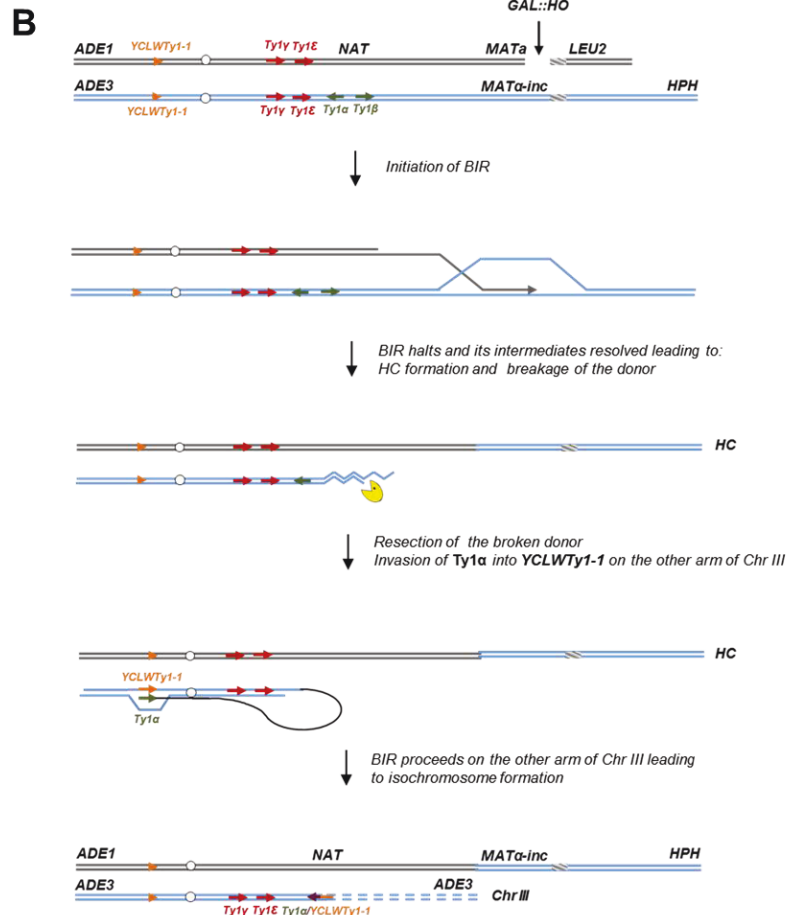 B
GAL::HO
ADE1 YCLWTy1-1 Ty1γ Ty1Ɛ NAT MATa LEU2
ADE3 MATα-inc HPH
YCLWTy1-1 Ty1γ Ty1Ɛ Ty1α Ty1β
Initiation of BIR
BIR halts and its intermediates resolved leading to:
HC formation and breakage of the donor
HC
Resection of the broken donor
Invasion of Ty1α into YCLWTy1-1 on the other arm of Chr III
HC
YCLWTy1-1
Ty1α
BIR proceeds on the other arm of Chr III leading
to isochromosome formation
ADE1 NAT MATα-inc HPH
ADE3 ADE3 Chr III
Ty1γ Ty1Ɛ Ty1α/YCLWTy1-1